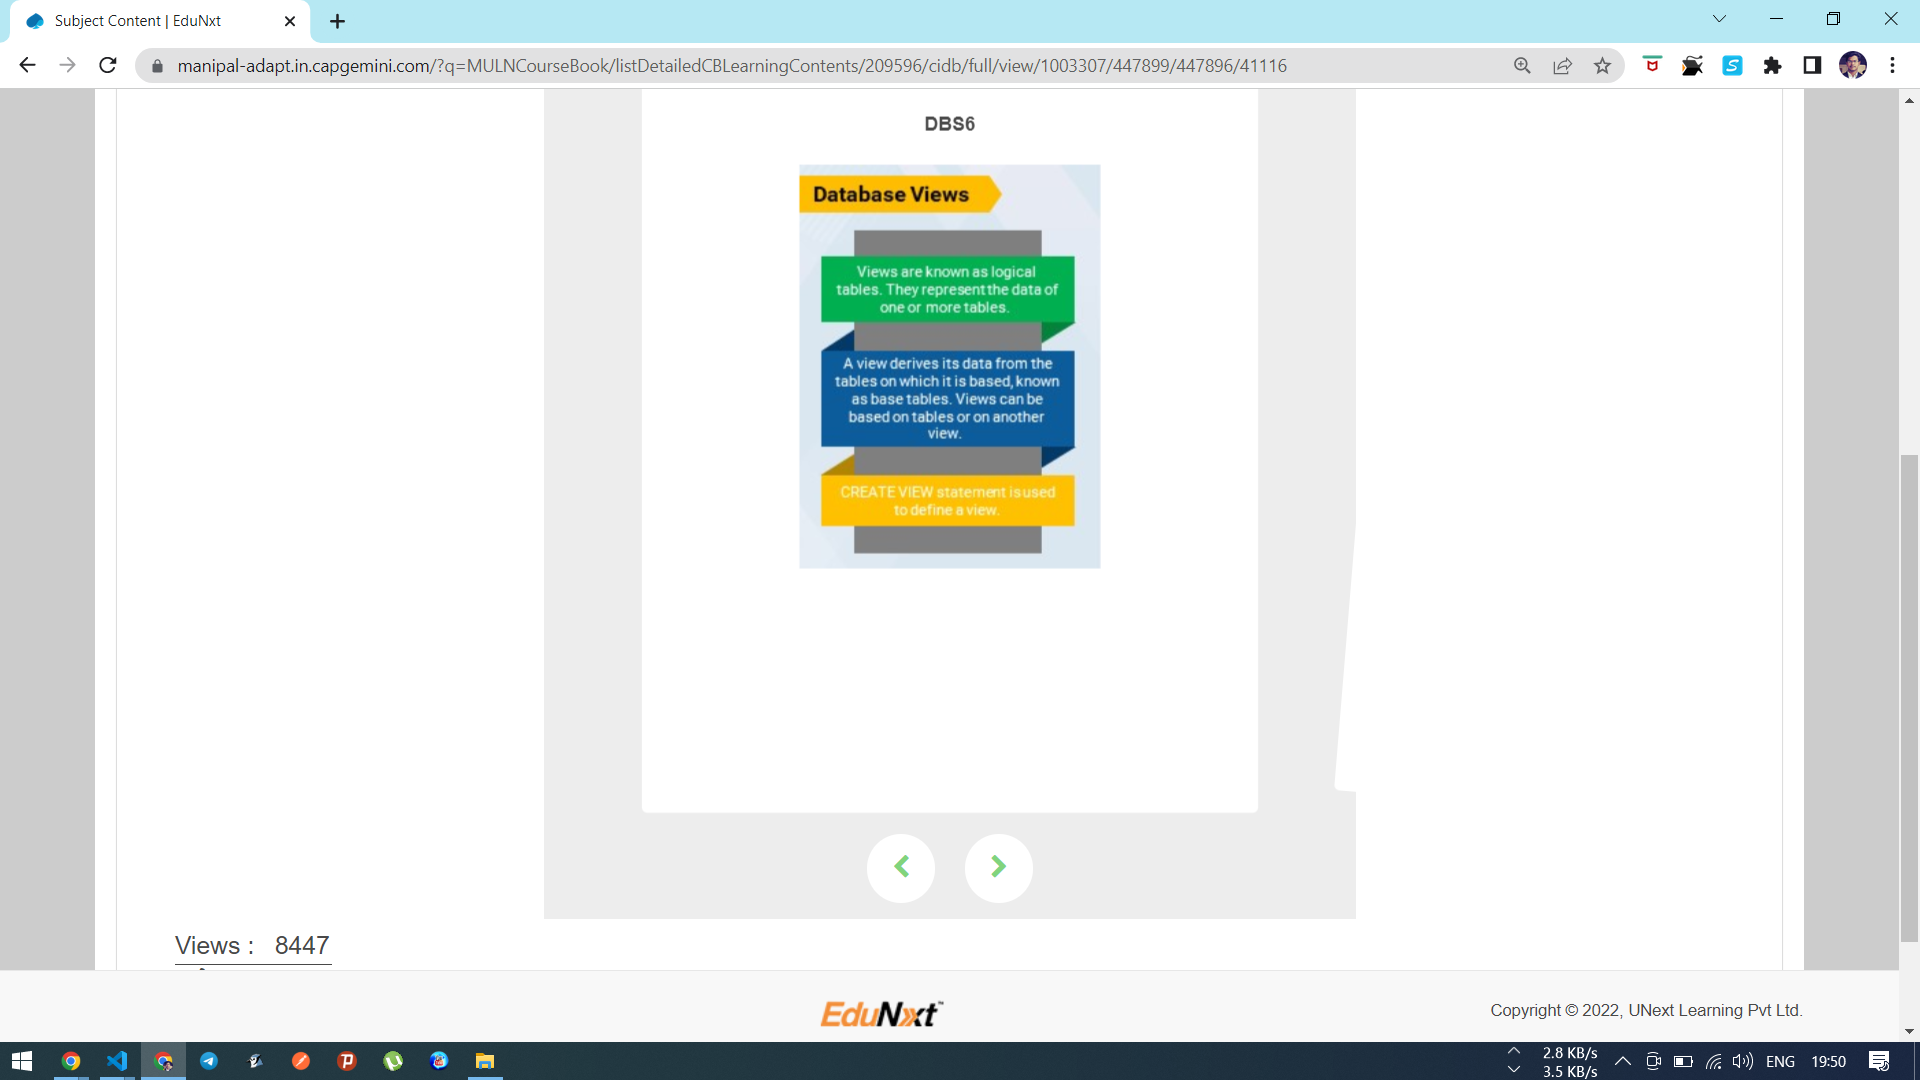 Subject Content | EduNxt
manipal-adapt.in.capgemini.com/?q=MULNCourseBook/listDetailedCBLearningContents/209596/cidb/full/view/1003307/447899/447896/41116
DBS6
Database Views
Views are known as logical
tables. They represent the data of
one or more tables.
A view derives its data from the
tables on which it is based, known
as base tables. Views can be
based on tables or on another
view.
CREATE VIEW statement is used
to define a view.
Views : 8447
EduNxt
Copyright © 2022, UNext Learning Pvt Ltd.
2.8 KB/s
3.5 KB/s
ENG
19:50